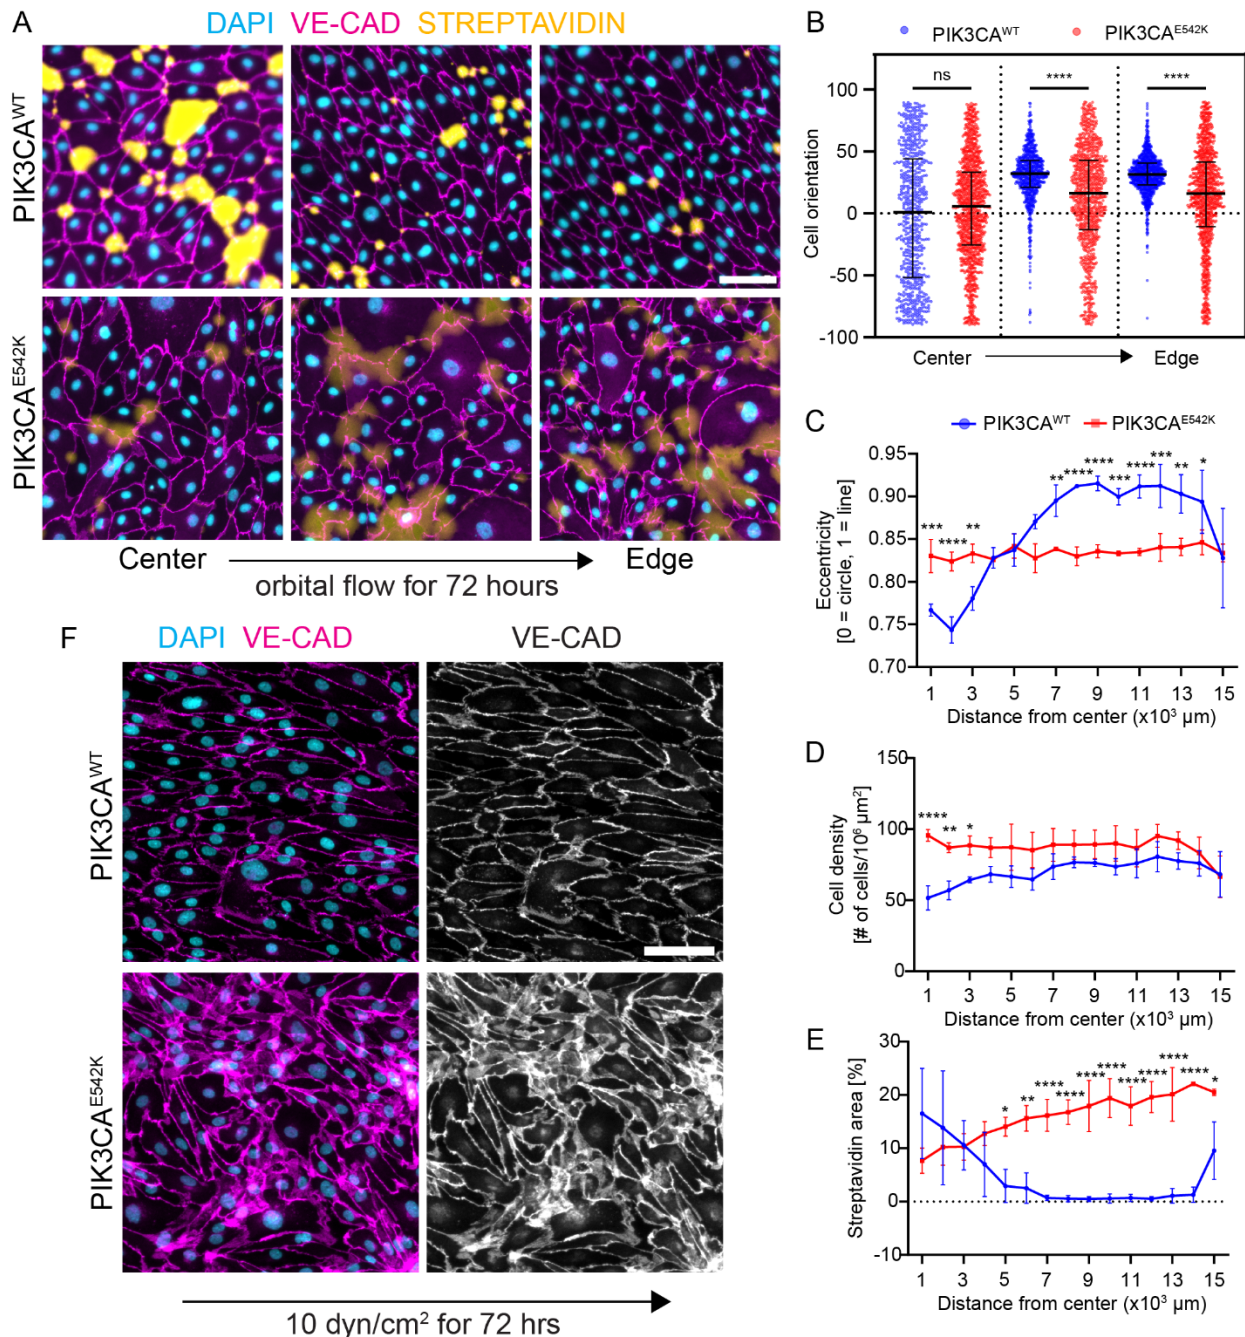 A
DAPI VE-CAD STREPTAVIDIN
PIK3CA^WT
PIK3CA^E542K
Center
Edge
orbital flow for 72 hours
B
PIK3CA^WT PIK3CA^E542K
ns
****
****
Cell orientation
100
50
0
-50
-100
Center
Edge
C
PIK3CA^WT PIK3CA^E542K
Eccentricity
[0 = circle, 1 = line]
0.95
0.90
0.85
0.80
0.75
0.70
*** **** ** ** **** **** *** **** *** ** *
1 3 5 7 9 11 13 15
Distance from center (x10³ µm)
D
Cell density
[# of cells/10⁶ µm²]
150
100
50
0
**** ** *
1 3 5 7 9 11 13 15
Distance from center (x10³ µm)
E
Streptavidin area [%]
30
20
10
0
-10
* ** **** **** **** **** **** **** **** **** *
1 3 5 7 9 11 13 15
Distance from center (x10³ µm)
F
DAPI VE-CAD
VE-CAD
PIK3CA^WT
PIK3CA^E542K
10 dyn/cm² for 72 hrs